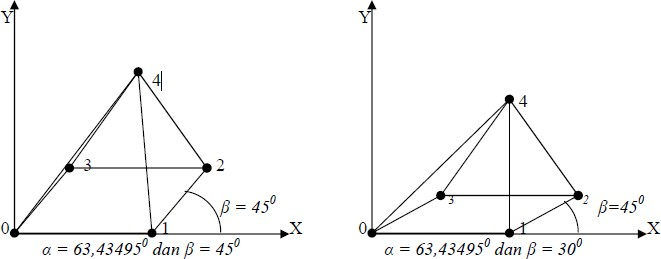 Y
4
3
2
β = 45⁰
0
1
X
α = 63,43495⁰ dan β = 45⁰
Y
4
3
2
β=45⁰
0
1
X
α = 63,43495⁰ dan β = 30⁰